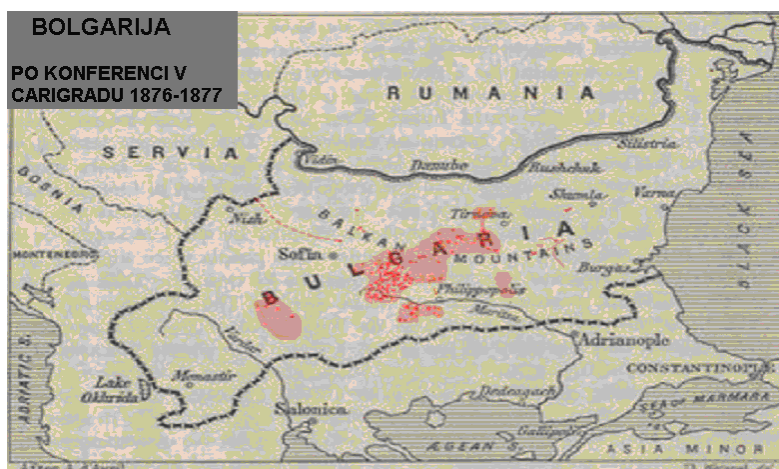 BOLGARIJA
PO KONFERENCI V
CARIGRADU 1876-1877
RUMANIA
SERVIA
BOSNIA
Vidin
Danube
Rushchuk
Silistria
Shumla
Varna
BLACK SEA
Nish
Tirnova
BALKAN
MOUNTAINS
Sofia
BULGARIA
MONTENEGRO
Burgas
Philippopolis
Maritza
Adrianople
Vardar
CONSTANTINOPLE
Lake
Okhrida
Monastir
Dedeagach
SEA OF MARMARA
ADRIATIC S.
Salonica
Gallipoli
ÆGEAN S.
ASIA MINOR